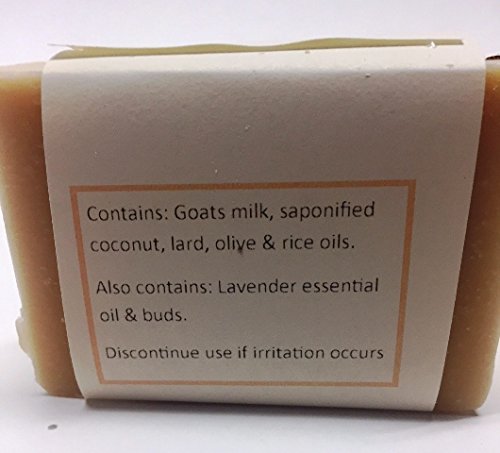 Contains: Goats milk, saponified
coconut, lard, olive & rice oils.
Also contains: Lavender essential
oil & buds.
Discontinue use if irritation occurs